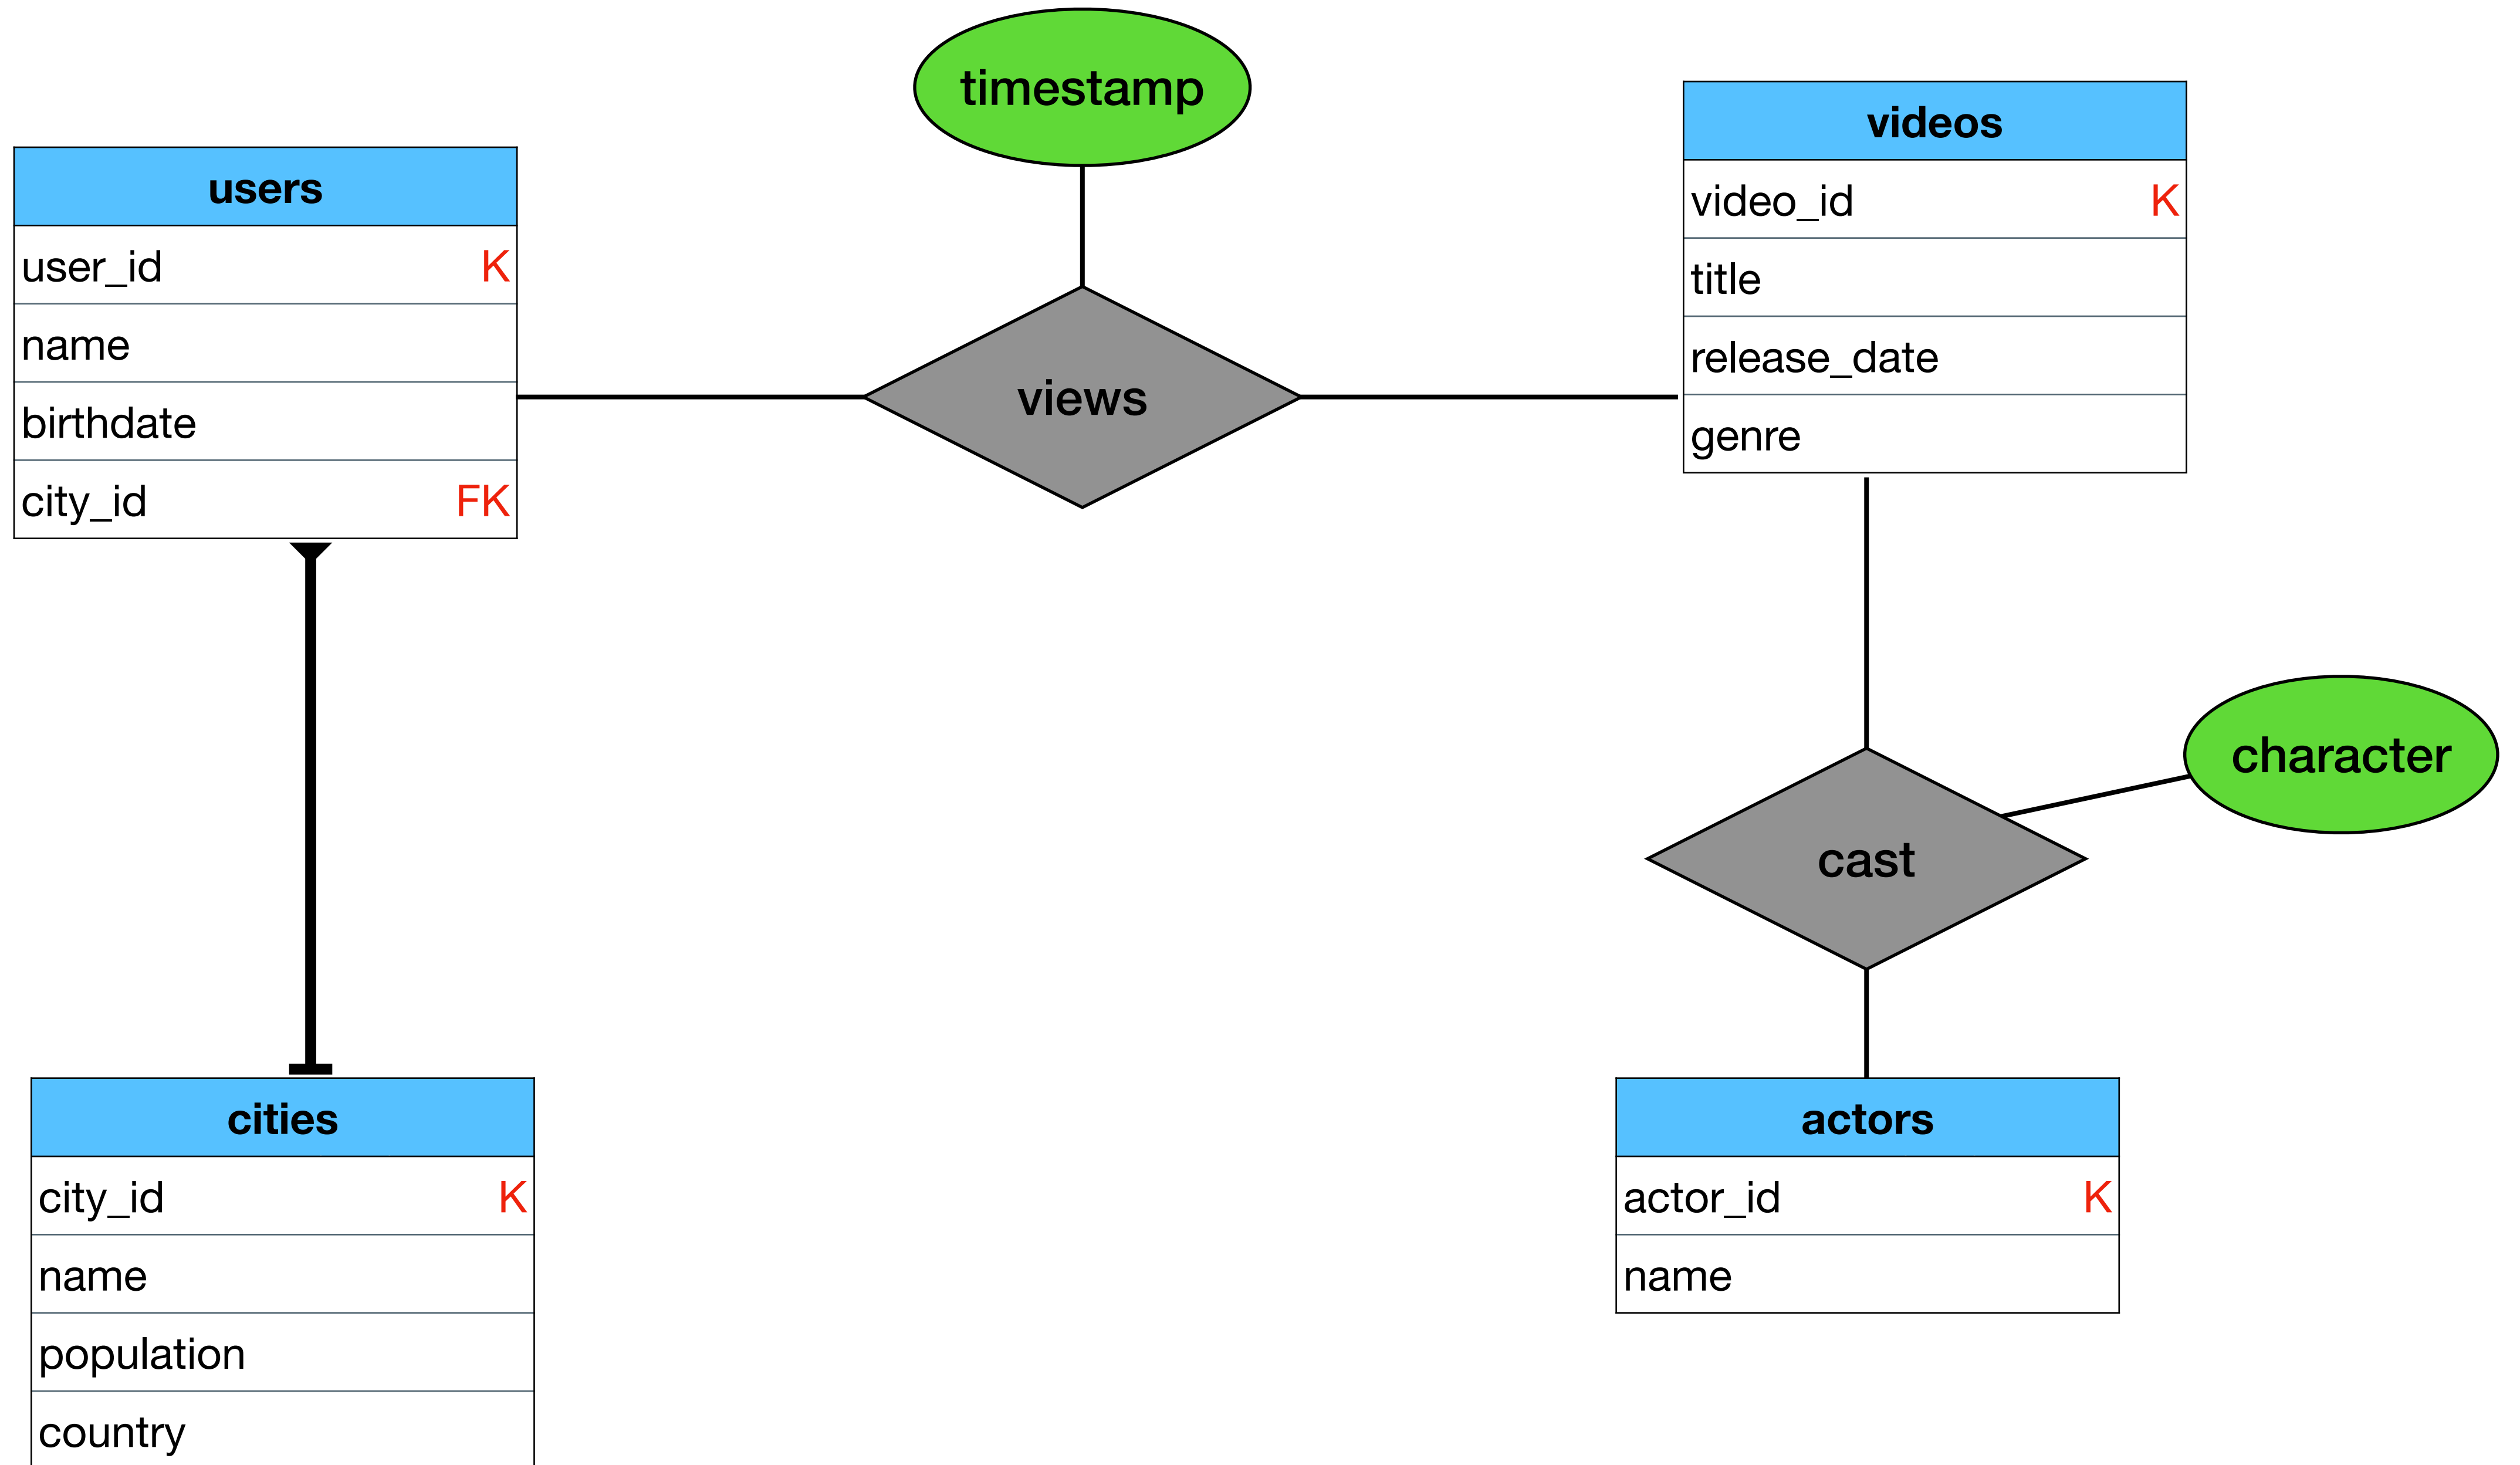 timestamp
users
user_id K
name
birthdate
city_id FK
views
videos
video_id K
title
release_date
genre
character
cast
cities
city_id K
name
population
country
actors
actor_id K
name